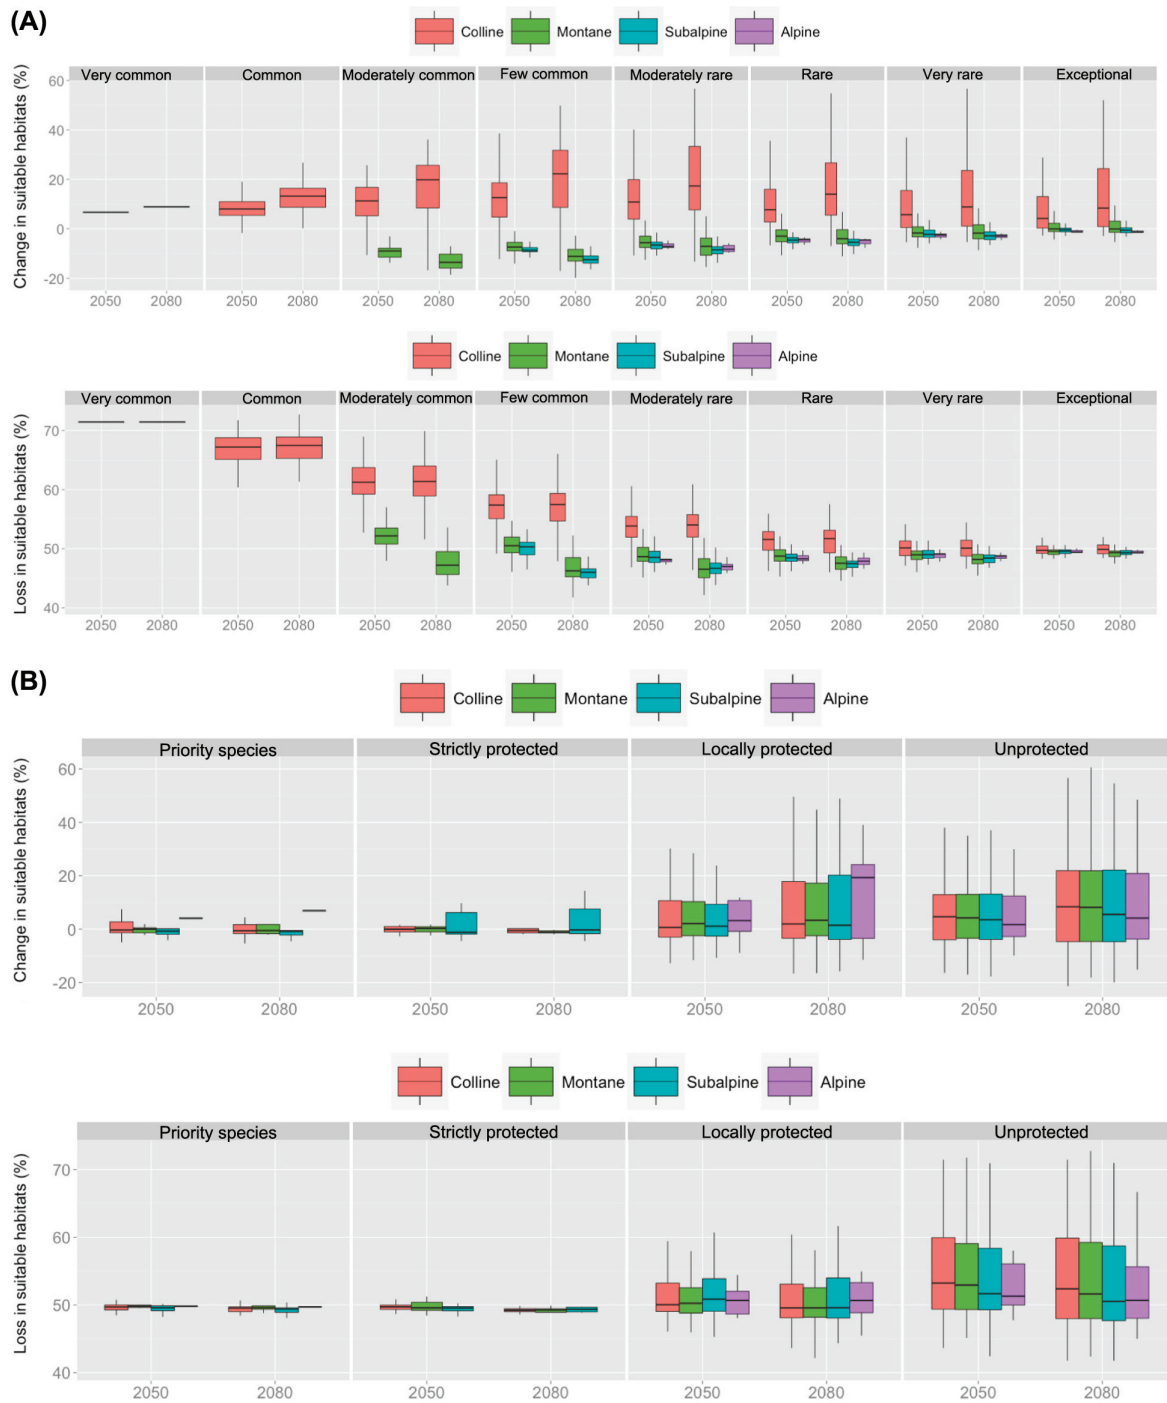 (A)
Colline Montane Subalpine Alpine
Very common Common Moderately common Few common Moderately rare Rare Very rare Exceptional
Change in suitable habitats (%)
60
40
20
0
-20
2050 2080 2050 2080 2050 2080 2050 2080 2050 2080 2050 2080 2050 2080 2050 2080
Colline Montane Subalpine Alpine
Very common Common Moderately common Few common Moderately rare Rare Very rare Exceptional
Loss in suitable habitats (%)
70
60
50
40
2050 2080 2050 2080 2050 2080 2050 2080 2050 2080 2050 2080 2050 2080 2050 2080
(B)
Colline Montane Subalpine Alpine
Priority species Strictly protected Locally protected Unprotected
Change in suitable habitats (%)
60
40
20
0
-20
2050 2080 2050 2080 2050 2080 2050 2080
Colline Montane Subalpine Alpine
Priority species Strictly protected Locally protected Unprotected
Loss in suitable habitats (%)
70
60
50
40
2050 2080 2050 2080 2050 2080 2050 2080